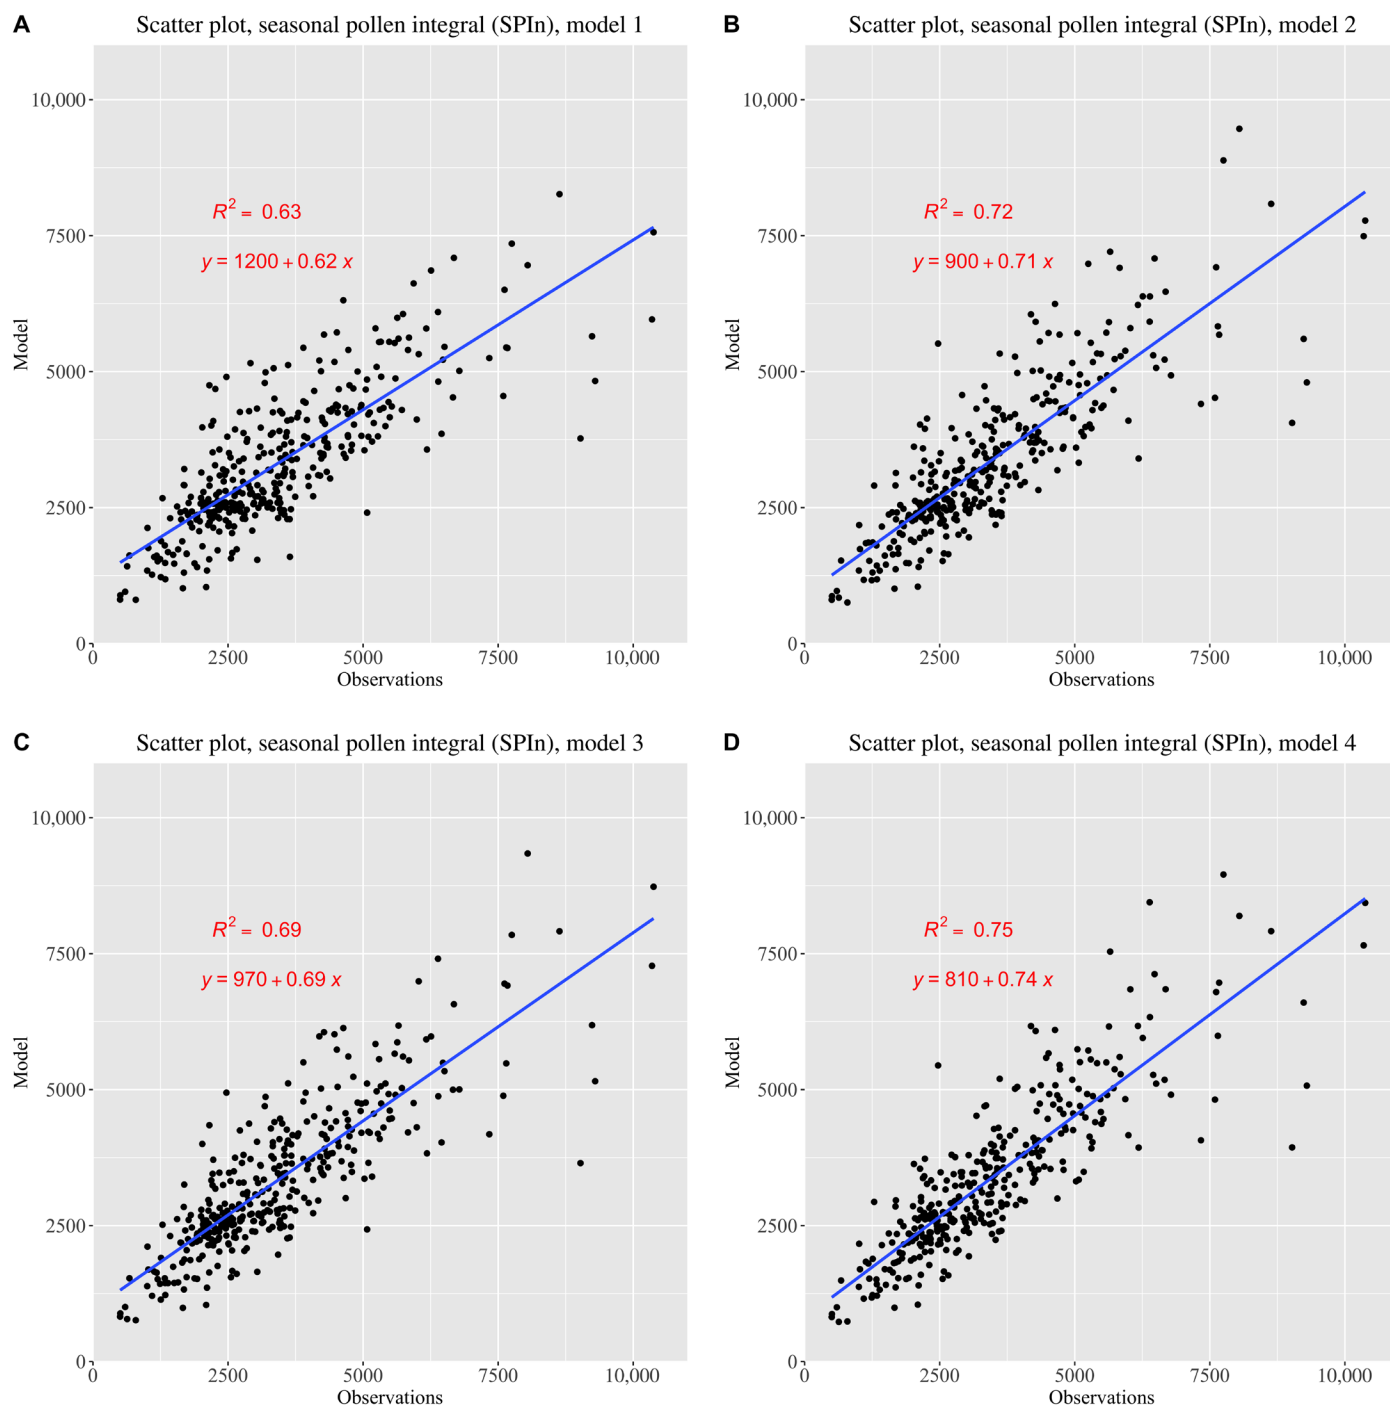 A
Scatter plot, seasonal pollen integral (SPIn), model 1
10,000
7500
5000
2500
0
Model
R² = 0.63
y = 1200 + 0.62 x
0 2500 5000 7500 10,000
Observations
B
Scatter plot, seasonal pollen integral (SPIn), model 2
10,000
7500
5000
2500
0
Model
R² = 0.72
y = 900 + 0.71 x
0 2500 5000 7500 10,000
Observations
C
Scatter plot, seasonal pollen integral (SPIn), model 3
10,000
7500
5000
2500
0
Model
R² = 0.69
y = 970 + 0.69 x
0 2500 5000 7500 10,000
Observations
D
Scatter plot, seasonal pollen integral (SPIn), model 4
10,000
7500
5000
2500
0
Model
R² = 0.75
y = 810 + 0.74 x
0 2500 5000 7500 10,000
Observations